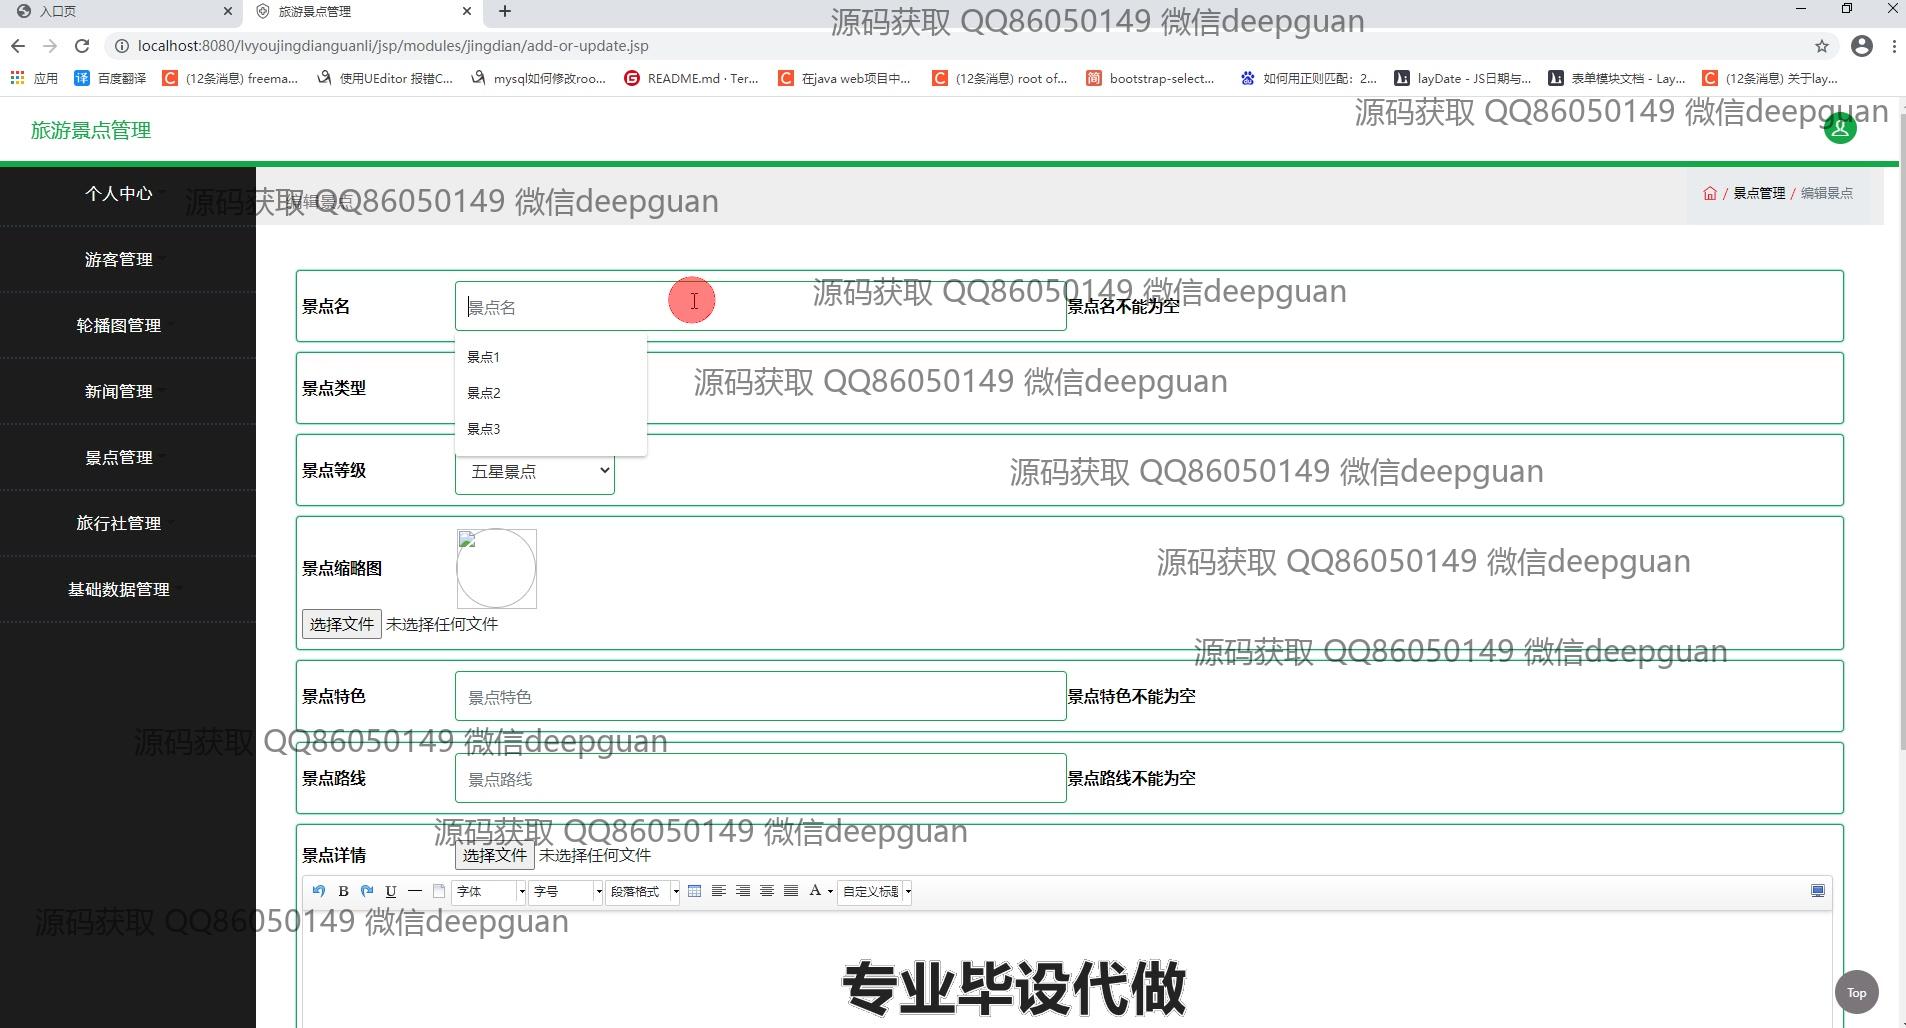 入口页
旅游景点管理
源码获取 QQ86050149 微信deepguan
localhost:8080/lvyoujingdianguanli/jsp/modules/jingdian/add-or-update.jsp
应用 百度翻译 (12条消息) freema... 使用UEditor 报错C... mysql如何修改roo... README.md · Ter... 在java web项目中... (12条消息) root of... bootstrap-select... 如何用正则匹配：2... layDate - JS日期与... 表单模块文档 - Lay... (12条消息) 关于lay...
源码获取 QQ86050149 微信deepguan
旅游景点管理
个人中心
源码获取 QQ86050149 微信deepguan
编辑景点
/ 景点管理 / 编辑景点
游客管理
轮播图管理
新闻管理
景点管理
旅行社管理
基础数据管理
源码获取 QQ86050149 微信deepguan
景点名 景点名 景点名不能为空
景点1
景点2
景点3
景点类型
源码获取 QQ86050149 微信deepguan
景点等级 五星景点
源码获取 QQ86050149 微信deepguan
景点缩略图
源码获取 QQ86050149 微信deepguan
选择文件 未选择任何文件
源码获取 QQ86050149 微信deepguan
景点特色 景点特色 景点特色不能为空
源码获取 QQ86050149 微信deepguan
景点路线 景点路线 景点路线不能为空
源码获取 QQ86050149 微信deepguan
景点详情 选择文件 未选择任何文件
B U 字体 字号 段落格式 A 自定义标题
源码获取 QQ86050149 微信deepguan
专业毕设代做
Top